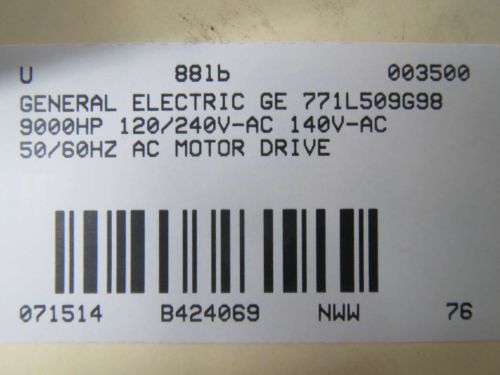 U 881b 003500
GENERAL ELECTRIC GE 771L509G98
9000HP 120/240V-AC 140V-AC
50/60HZ AC MOTOR DRIVE
071514 B424069 NWW 76